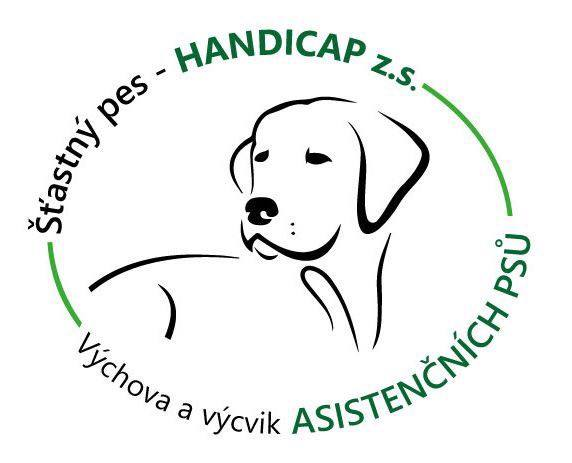 Šťastný pes - HANDICAP z.s.
Výchova a výcvik ASISTENČNÍCH PSŮ